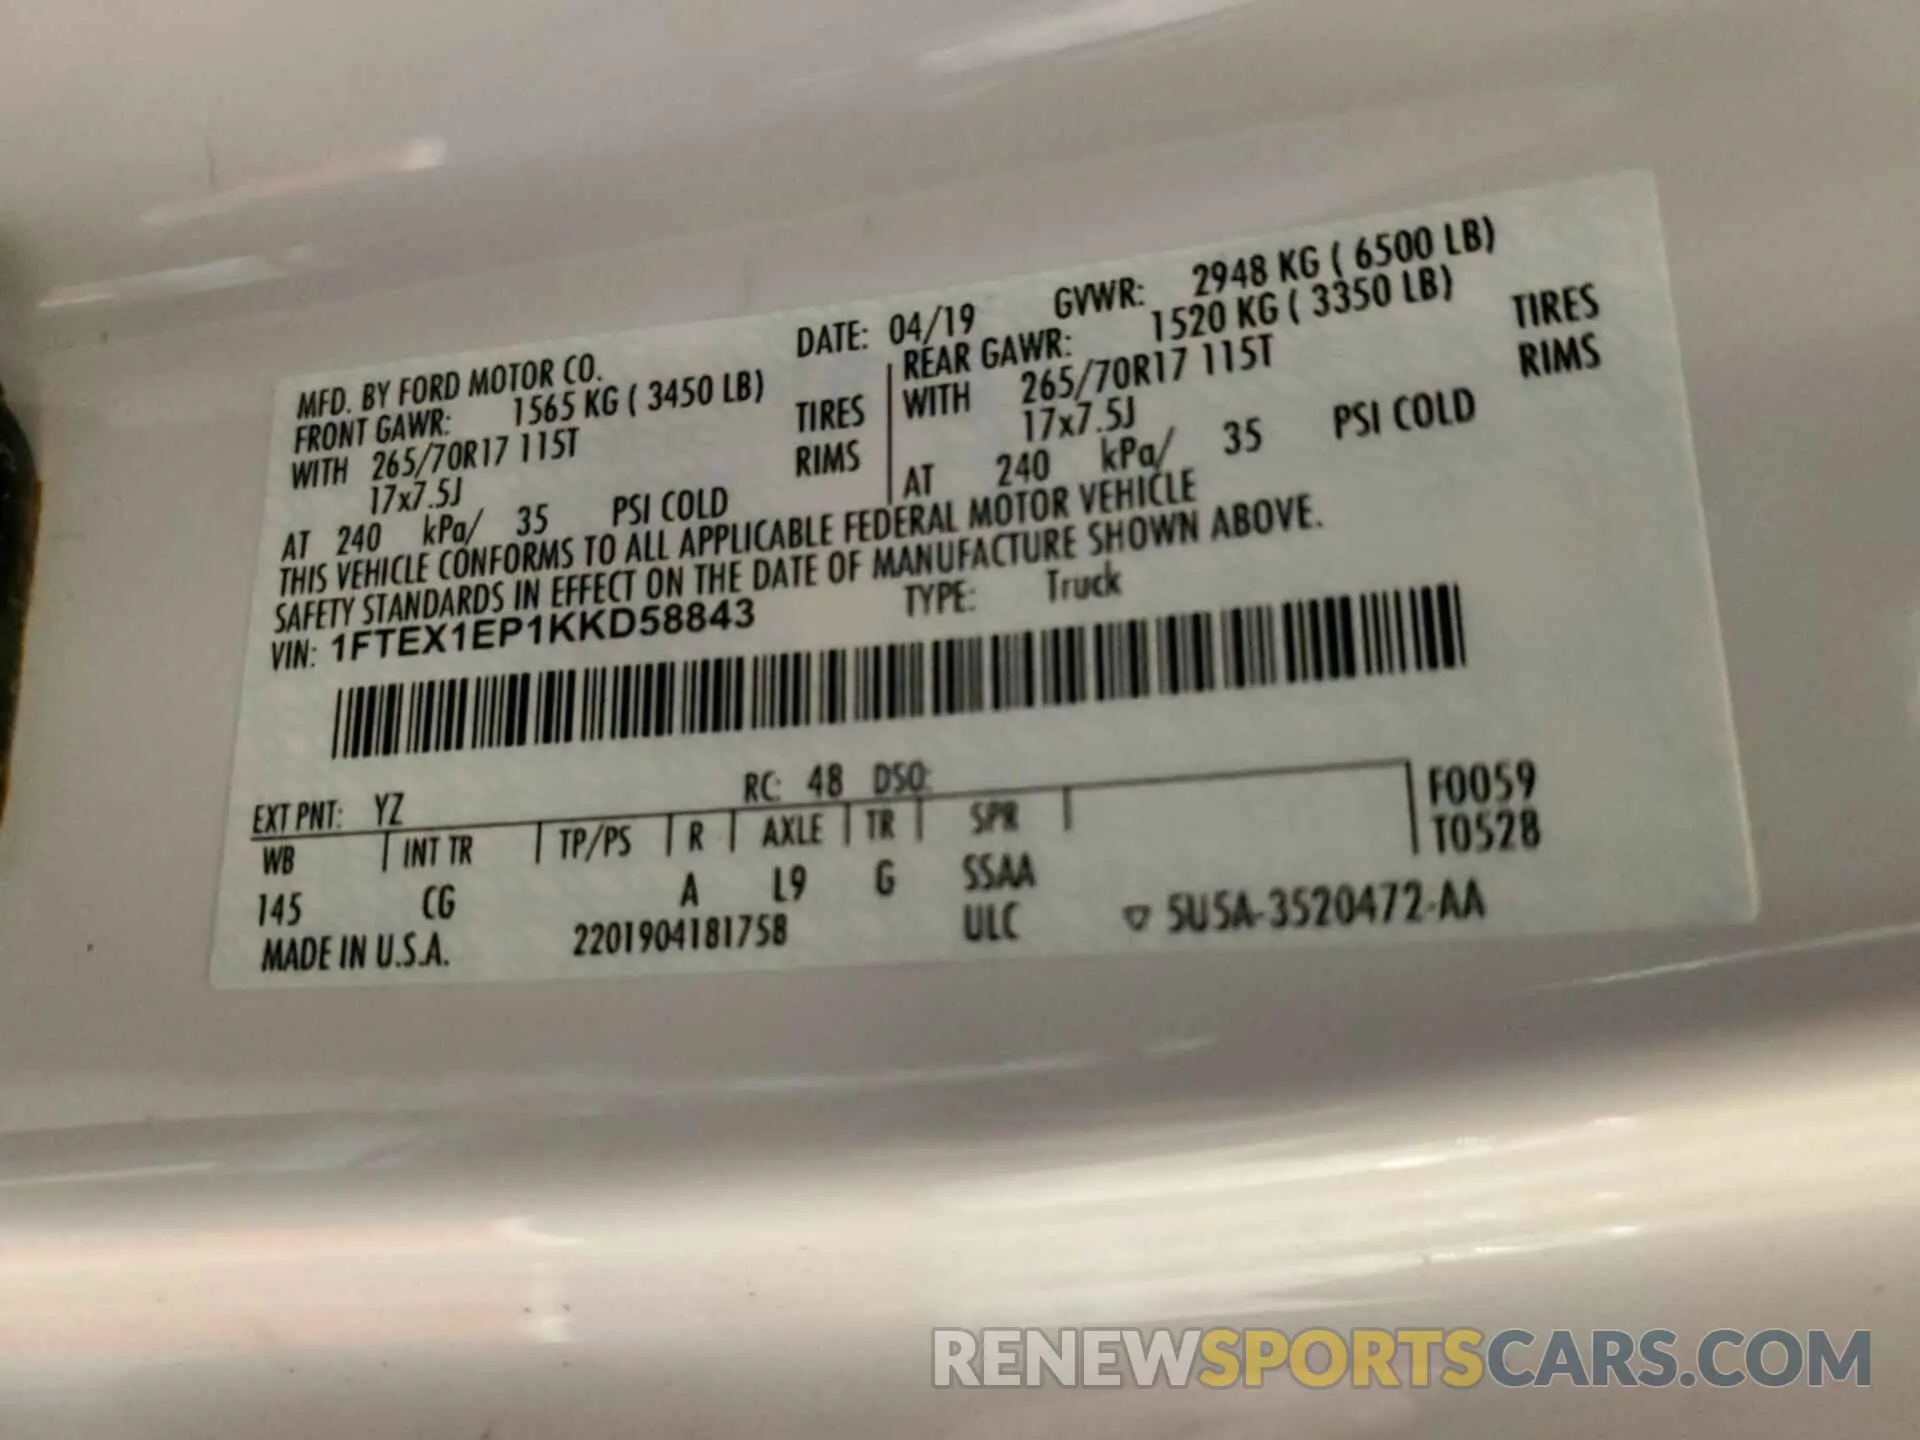 MFD. BY FORD MOTOR CO. DATE: 04/19 GVWR: 2948 KG ( 6500 LB)
FRONT GAWR: 1565 KG ( 3450 LB) REAR GAWR: 1520 KG ( 3350 LB)
WITH 265/70R17 115T TIRES WITH 265/70R17 115T TIRES
17x7.5J RIMS 17x7.5J RIMS
AT 240 kPa/ 35 PSI COLD AT 240 kPa/ 35 PSI COLD
THIS VEHICLE CONFORMS TO ALL APPLICABLE FEDERAL MOTOR VEHICLE
SAFETY STANDARDS IN EFFECT ON THE DATE OF MANUFACTURE SHOWN ABOVE.
VIN: 1FTEX1EP1KKD58843 TYPE: Truck
EXT PNT: YZ RC: 48 DSO: F0059
WB INT TR TP/PS R AXLE TR SPR T0528
145 CG A L9 G SSAA
MADE IN U.S.A. 2201904181758 ULC ▽ 5U5A-3520472-AA
RENEWSPORTSCARS.COM